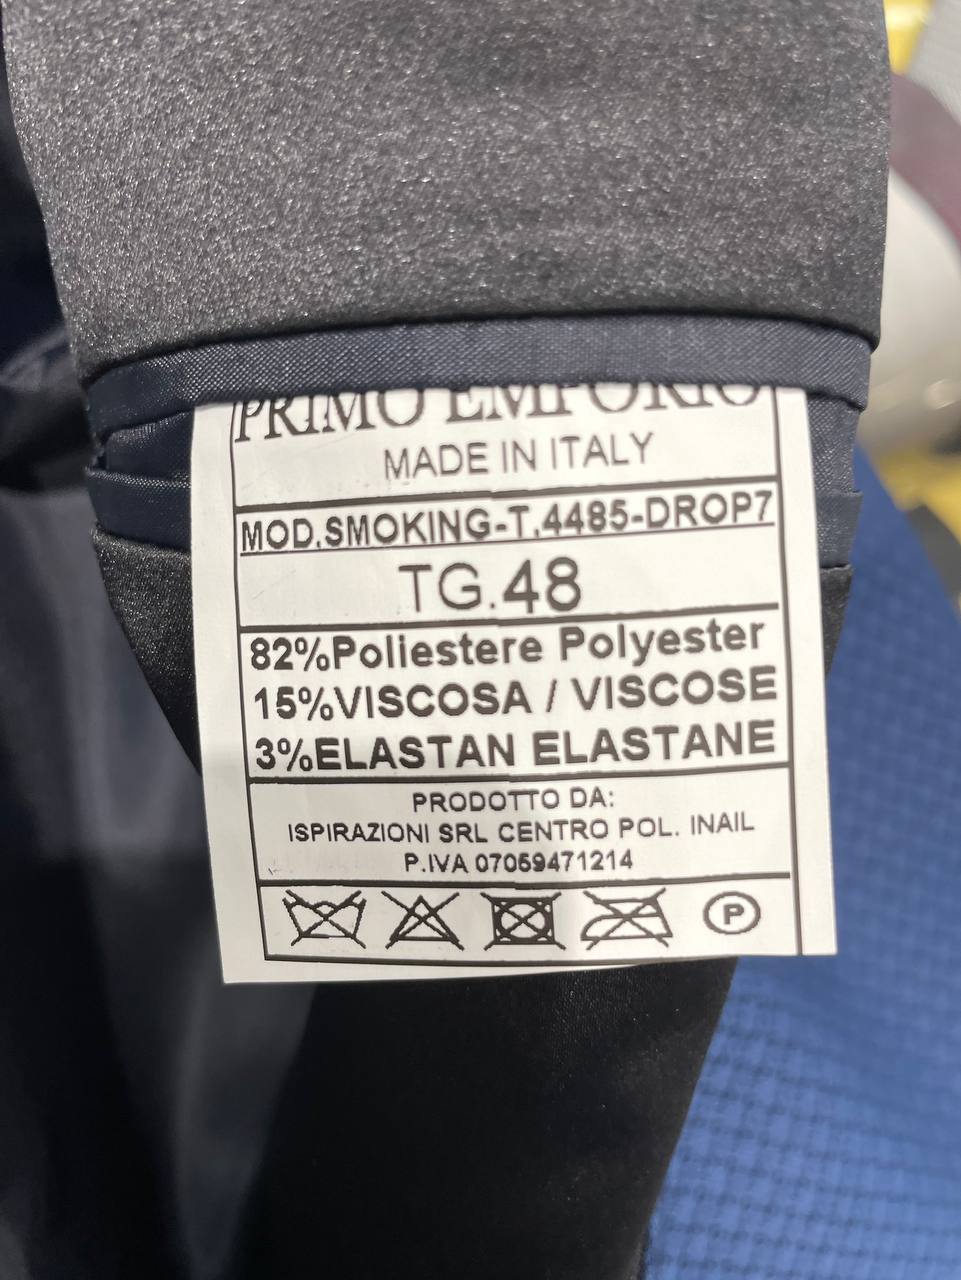 PRIMO EMPORIO
MADE IN ITALY
MOD.SMOKING-T.4485-DROP7
TG.48
82%Poliestere Polyester
15%VISCOSA / VISCOSE
3%ELASTAN ELASTANE
PRODOTTO DA:
ISPIRAZIONI SRL CENTRO POL. INAIL
P.IVA 07059471214
P